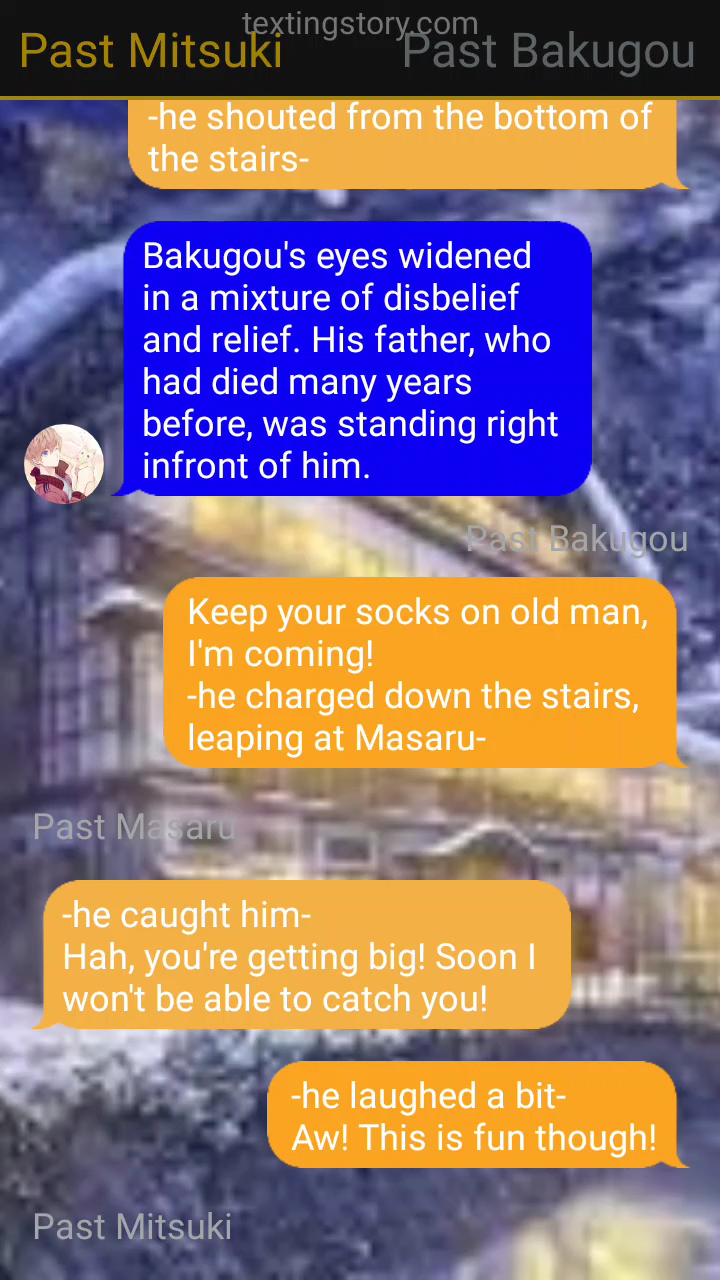 textingstory.com
Past Mitsuki
Past Bakugou
-he shouted from the bottom of
the stairs-
Bakugou's eyes widened
in a mixture of disbelief
and relief. His father, who
had died many years
before, was standing right
infront of him.
Past Bakugou
Keep your socks on old man,
I'm coming!
-he charged down the stairs,
leaping at Masaru-
Past Masaru
-he caught him-
Hah, you're getting big! Soon I
won't be able to catch you!
-he laughed a bit-
Aw! This is fun though!
Past Mitsuki